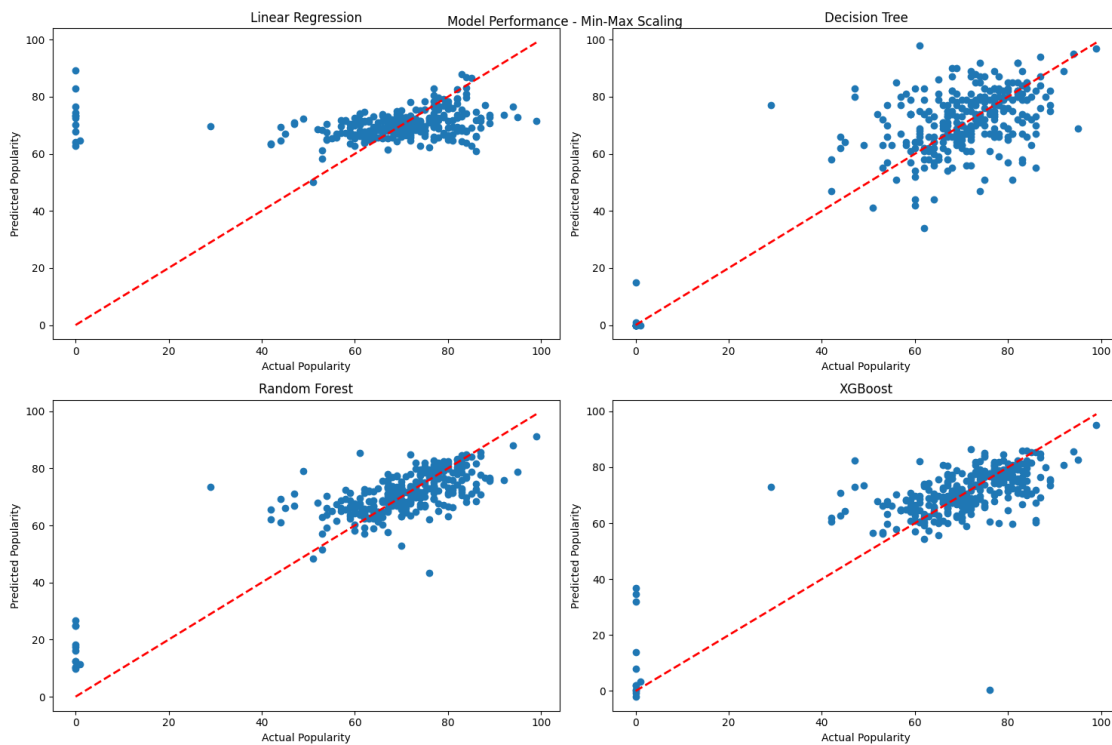 Model Performance - Min-Max Scaling
Linear Regression
100
80
60
40
20
0
Predicted Popularity
0 20 40 60 80 100
Actual Popularity
Decision Tree
100
80
60
40
20
0
Predicted Popularity
0 20 40 60 80 100
Actual Popularity
Random Forest
100
80
60
40
20
0
Predicted Popularity
0 20 40 60 80 100
Actual Popularity
XGBoost
100
80
60
40
20
0
Predicted Popularity
0 20 40 60 80 100
Actual Popularity